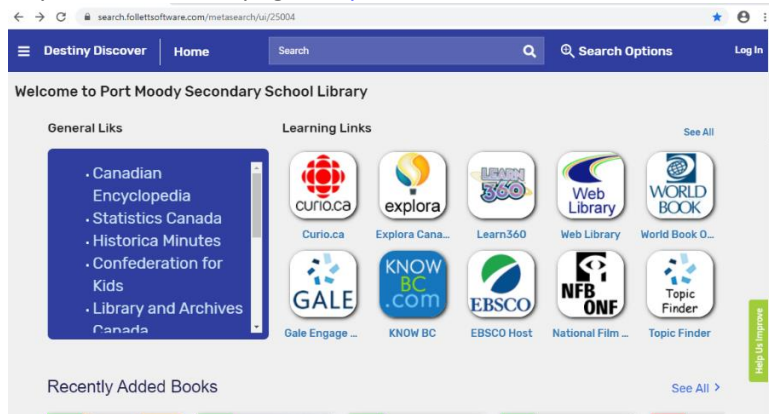 search.follettsoftware.com/metasearch/ui/25004
Destiny Discover
Home
Search
Search Options
Log In
Welcome to Port Moody Secondary School Library
General Liks
Learning Links
See All
• Canadian
Encyclopedia
• Statistics Canada
• Historica Minutes
• Confederation for
Kids
• Library and Archives
Canada
curio.ca
explora
LEARN
360
Web
Library
WORLD
BOOK
Curio.ca
Explora Cana...
Learn360
Web Library
World Book O...
GALE
KNOW
BC
.com
EBSCO
NFB
ONF
Topic
Finder
Gale Engage ...
KNOW BC
EBSCO Host
National Film ...
Topic Finder
Help Us Improve
Recently Added Books
See All >